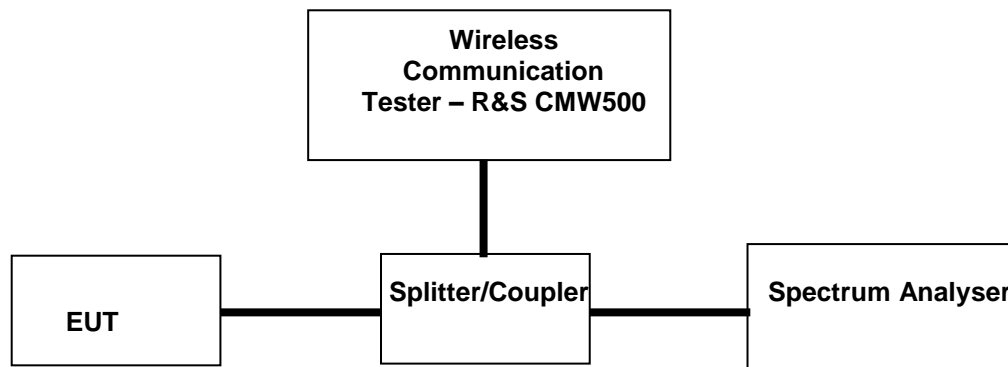 Wireless
Communication
Tester – R&S CMW500
EUT
Splitter/Coupler
Spectrum Analyser